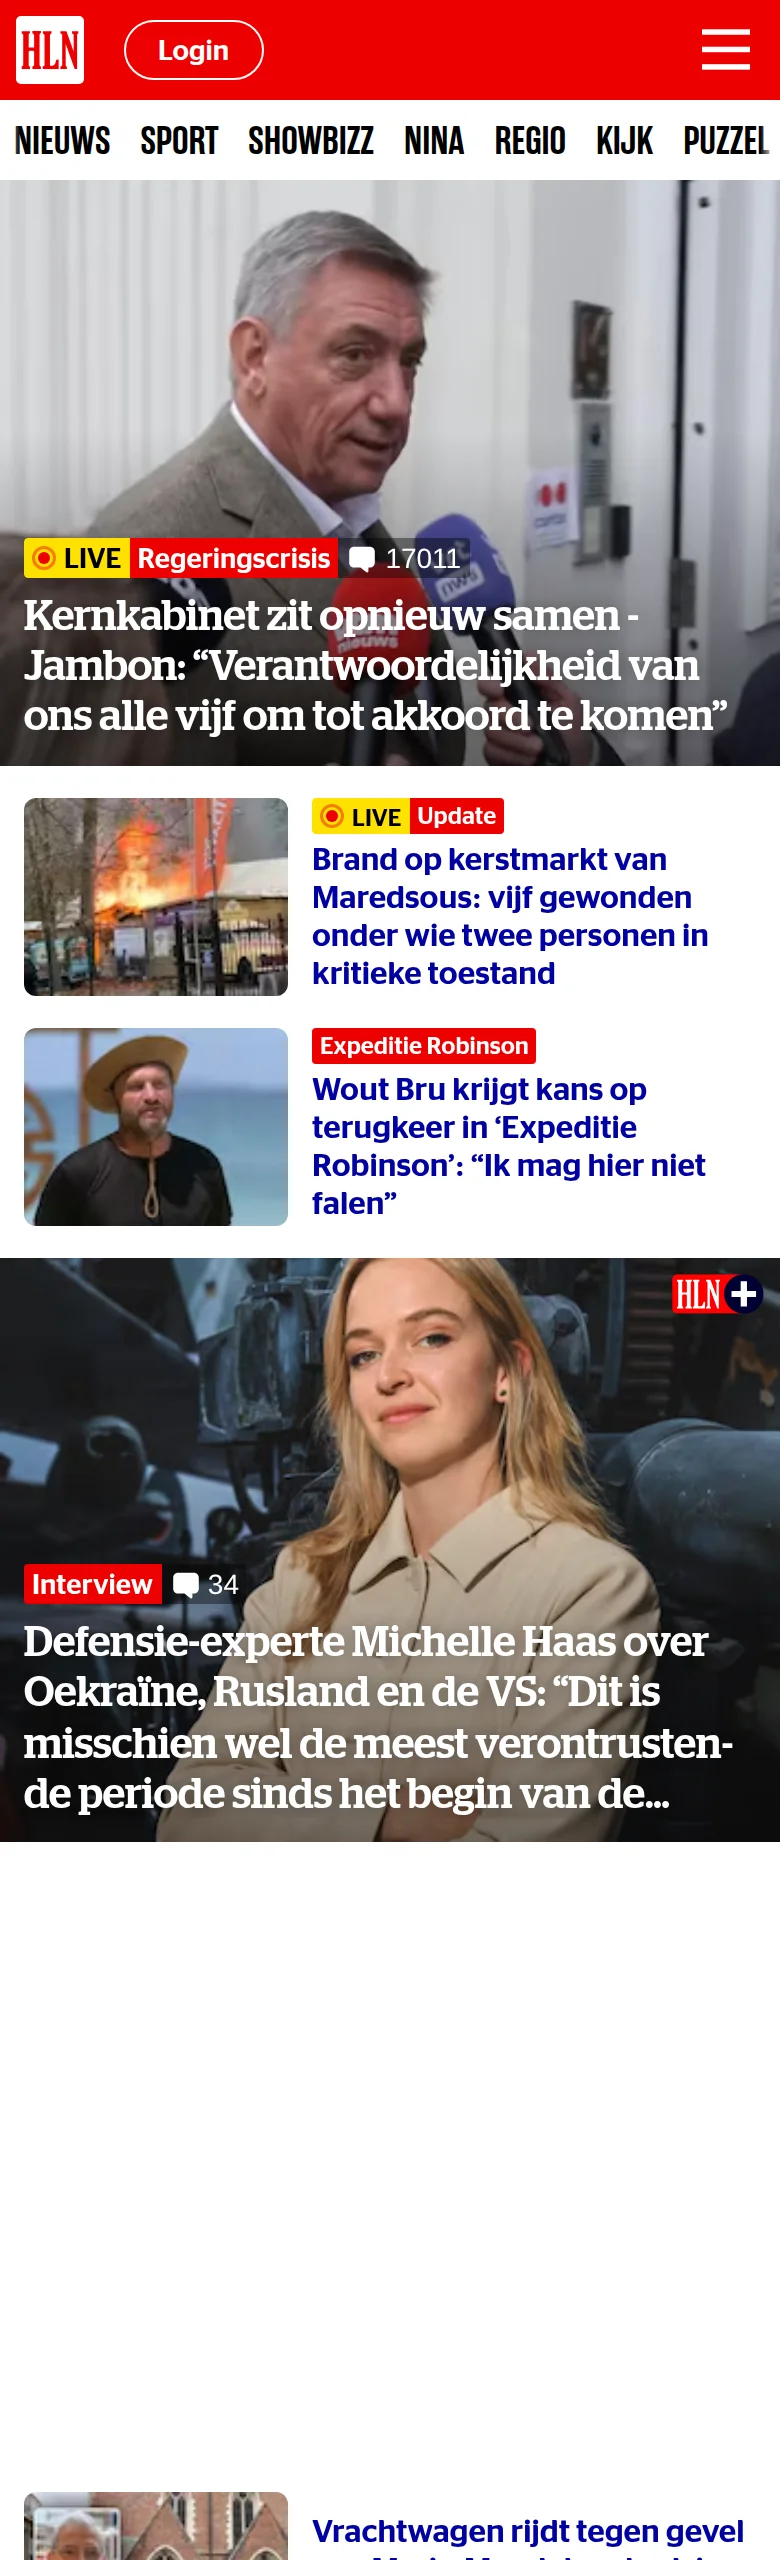 HLN
Login
NIEUWS SPORT SHOWBIZZ NINA REGIO KIJK PUZZEL
LIVE Regeringscrisis 17011
Kernkabinet zit opnieuw samen -
Jambon: “Verantwoordelijkheid van
ons alle vijf om tot akkoord te komen”
LIVE Update
Brand op kerstmarkt van
Maredsous: vijf gewonden
onder wie twee personen in
kritieke toestand
Expeditie Robinson
Wout Bru krijgt kans op
terugkeer in ‘Expeditie
Robinson’: “Ik mag hier niet
falen”
HLN+
Interview 34
Defensie-experte Michelle Haas over
Oekraïne, Rusland en de VS: “Dit is
misschien wel de meest verontrusten-
de periode sinds het begin van de...
Vrachtwagen rijdt tegen gevel